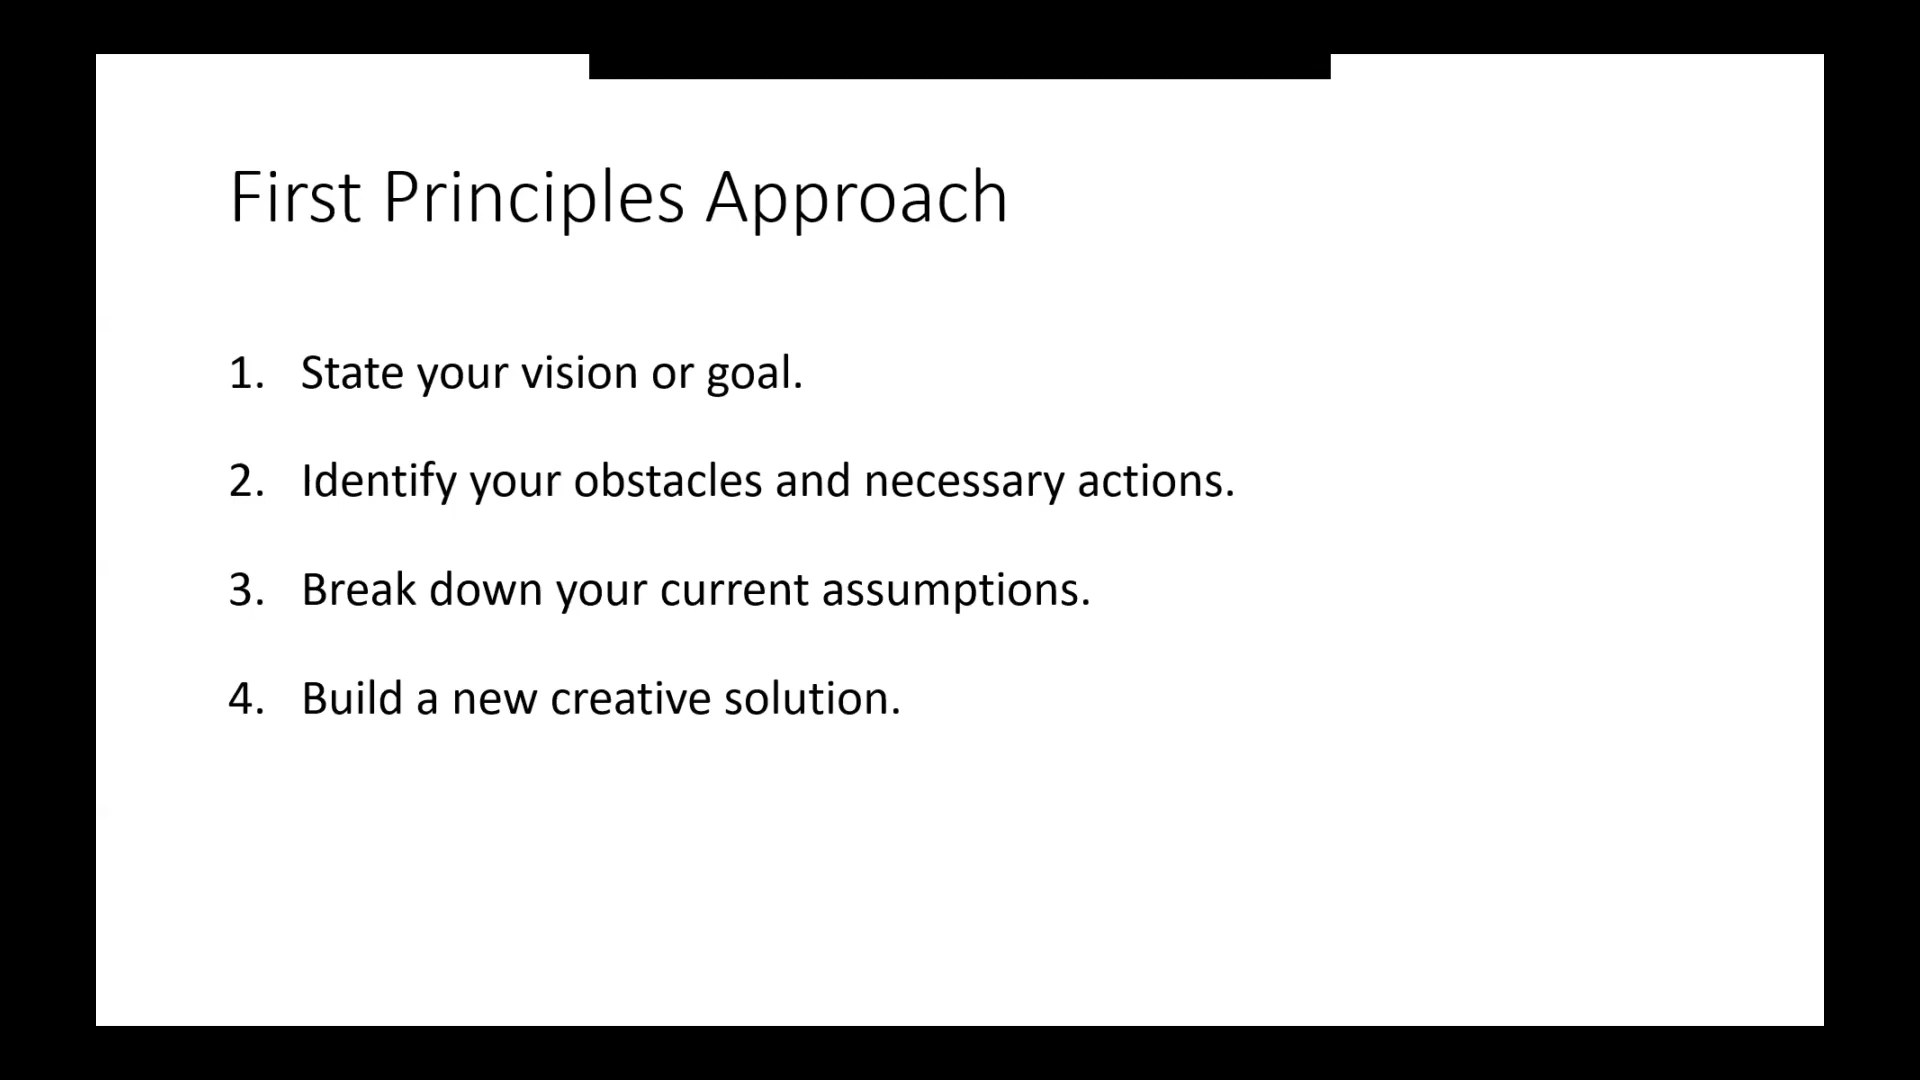 First Principles Approach
1. State your vision or goal.
2. Identify your obstacles and necessary actions.
3. Break down your current assumptions.
4. Build a new creative solution.